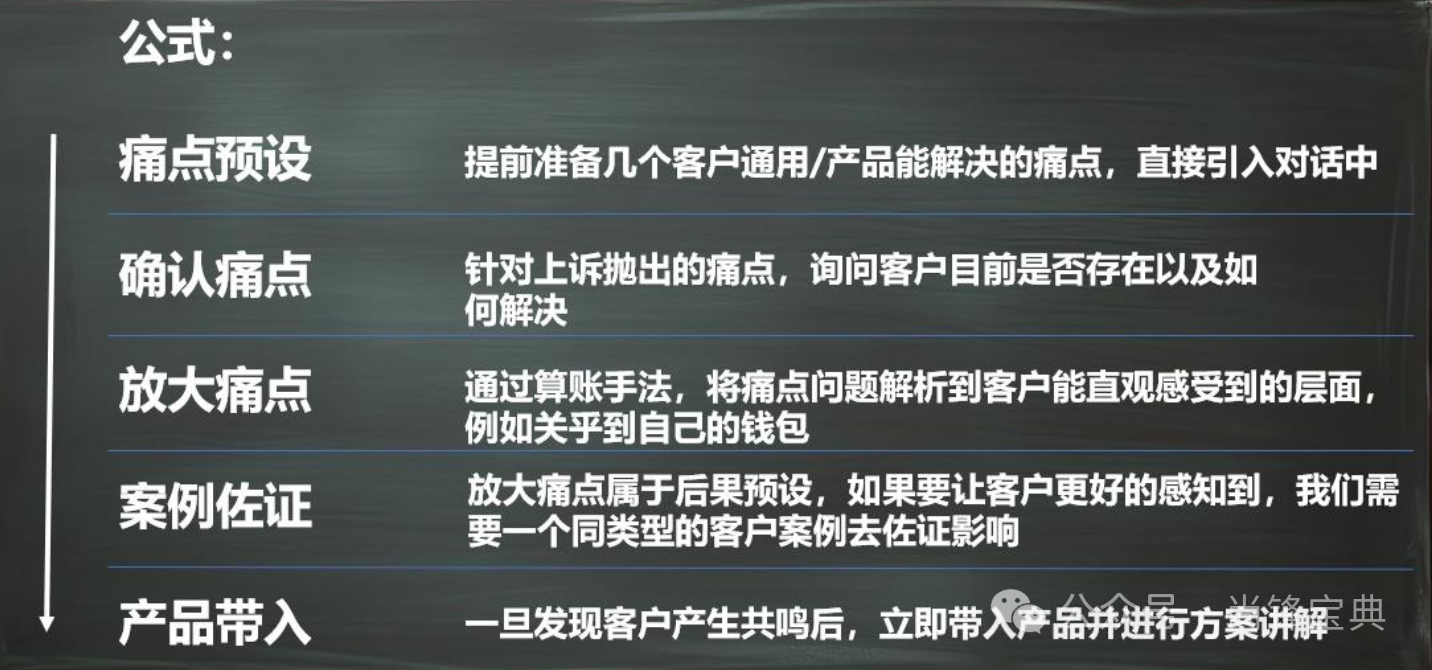 公式：
痛点预设
提前准备几个客户通用/产品能解决的痛点，直接引入对话中
确认痛点
针对上诉抛出的痛点，询问客户目前是否存在以及如
何解决
放大痛点
通过算账手法，将痛点问题解析到客户能直观感受到的层面，
例如关乎到自己的钱包
案例佐证
放大痛点属于后果预设，如果要让客户更好的感知到，我们需
要一个同类型的客户案例去佐证影响
产品带入
一旦发现客户产生共鸣后，立即带入产品并进行方案讲解
公众号 · 肖锋宝典